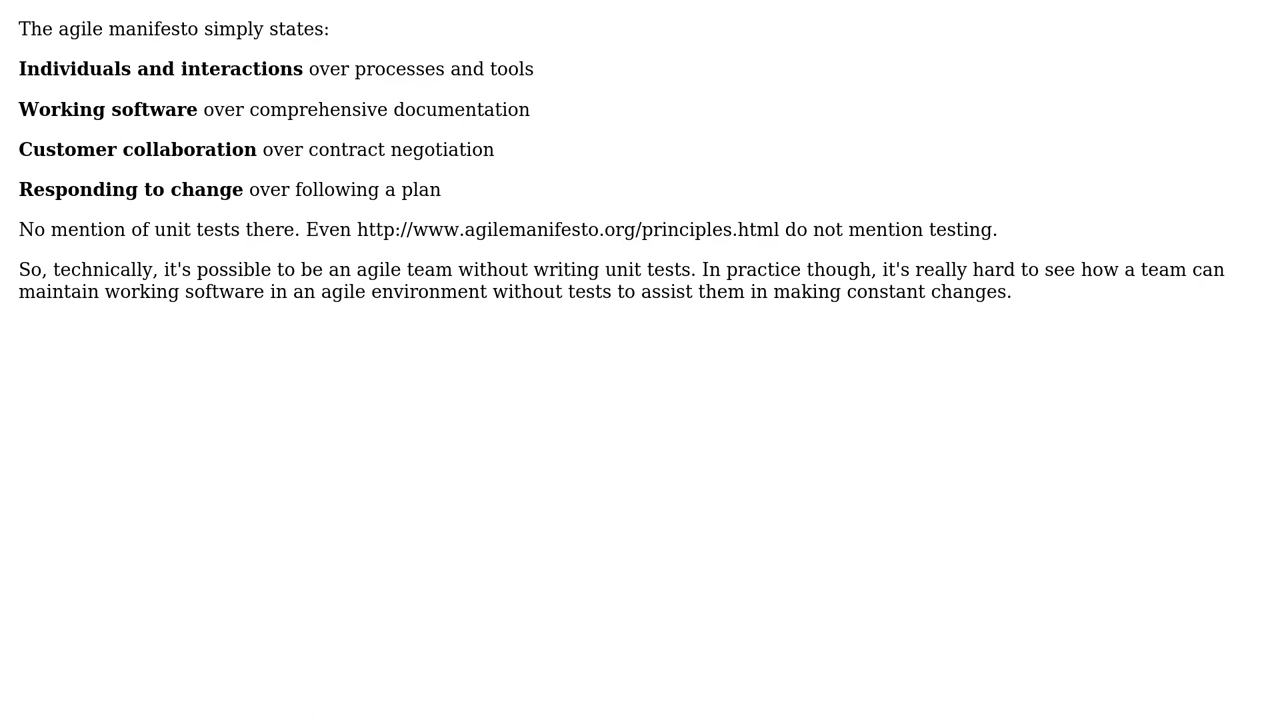 The agile manifesto simply states:
Individuals and interactions over processes and tools
Working software over comprehensive documentation
Customer collaboration over contract negotiation
Responding to change over following a plan
No mention of unit tests there. Even http://www.agilemanifesto.org/principles.html do not mention testing.
So, technically, it's possible to be an agile team without writing unit tests. In practice though, it's really hard to see how a team can
maintain working software in an agile environment without tests to assist them in making constant changes.